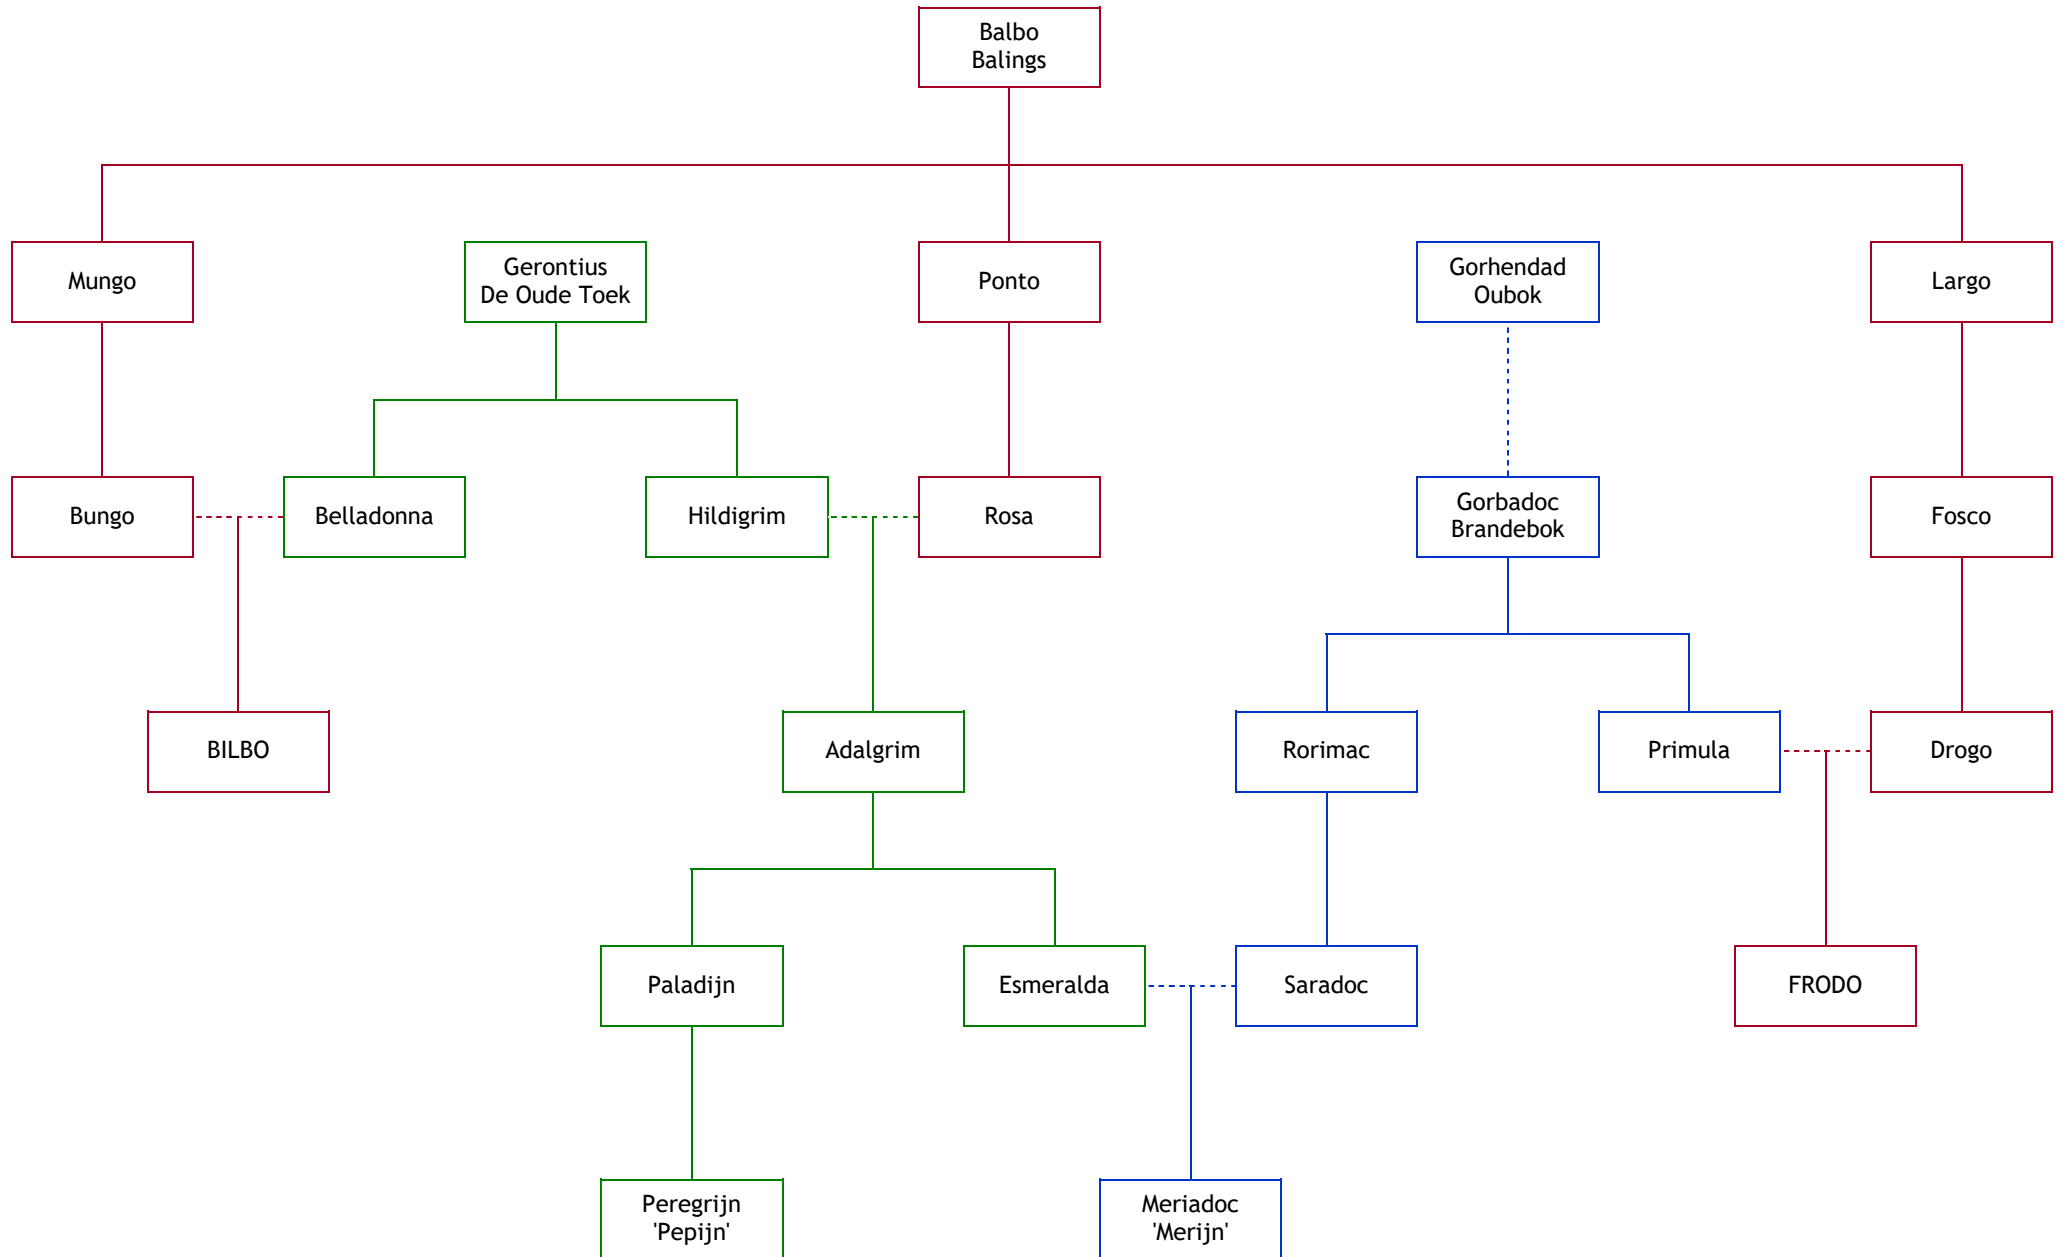 Balbo
Balings
Mungo
Gerontius
De Oude Toek
Ponto
Gorhendad
Oubok
Largo
Bungo
Belladonna
Hildigrim
Rosa
Gorbadoc
Brandebok
Fosco
BILBO
Adalgrim
Rorimac
Primula
Drogo
Paladijn
Esmeralda
Saradoc
FRODO
Peregrijn
'Pepijn'
Meriadoc
'Merijn'